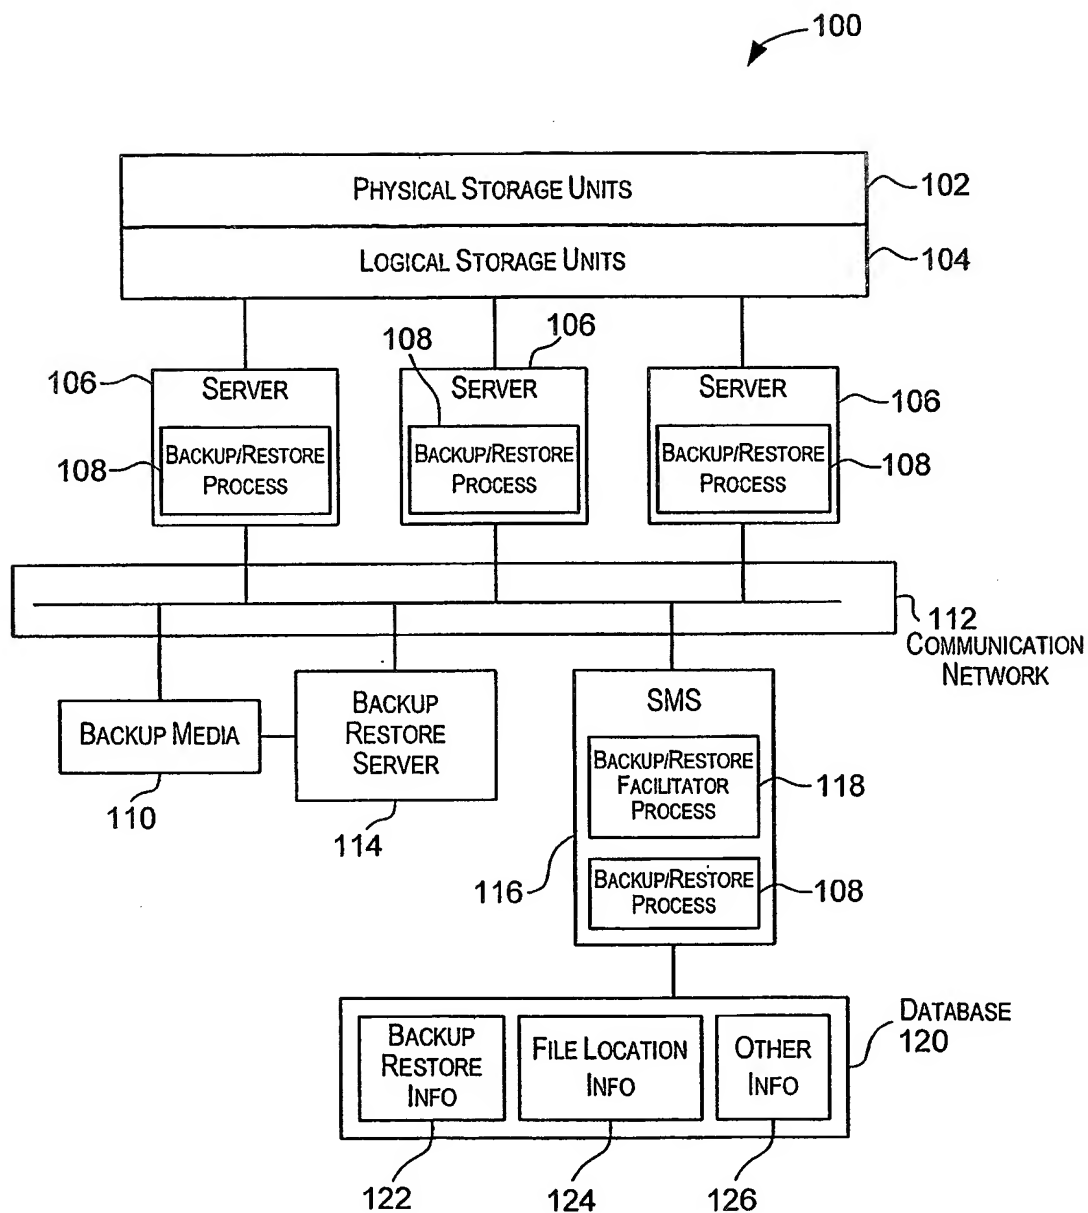 100
PHYSICAL STORAGE UNITS
102
LOGICAL STORAGE UNITS
104
106
SERVER
BACKUP/RESTORE
PROCESS
108
108
106
SERVER
BACKUP/RESTORE
PROCESS
SERVER
106
BACKUP/RESTORE
PROCESS
108
112
COMMUNICATION
NETWORK
BACKUP MEDIA
110
BACKUP
RESTORE
SERVER
114
SMS
BACKUP/RESTORE
FACILITATOR
PROCESS
118
116
BACKUP/RESTORE
PROCESS
108
DATABASE
120
BACKUP
RESTORE
INFO
FILE LOCATION
INFO
OTHER
INFO
122
124
126